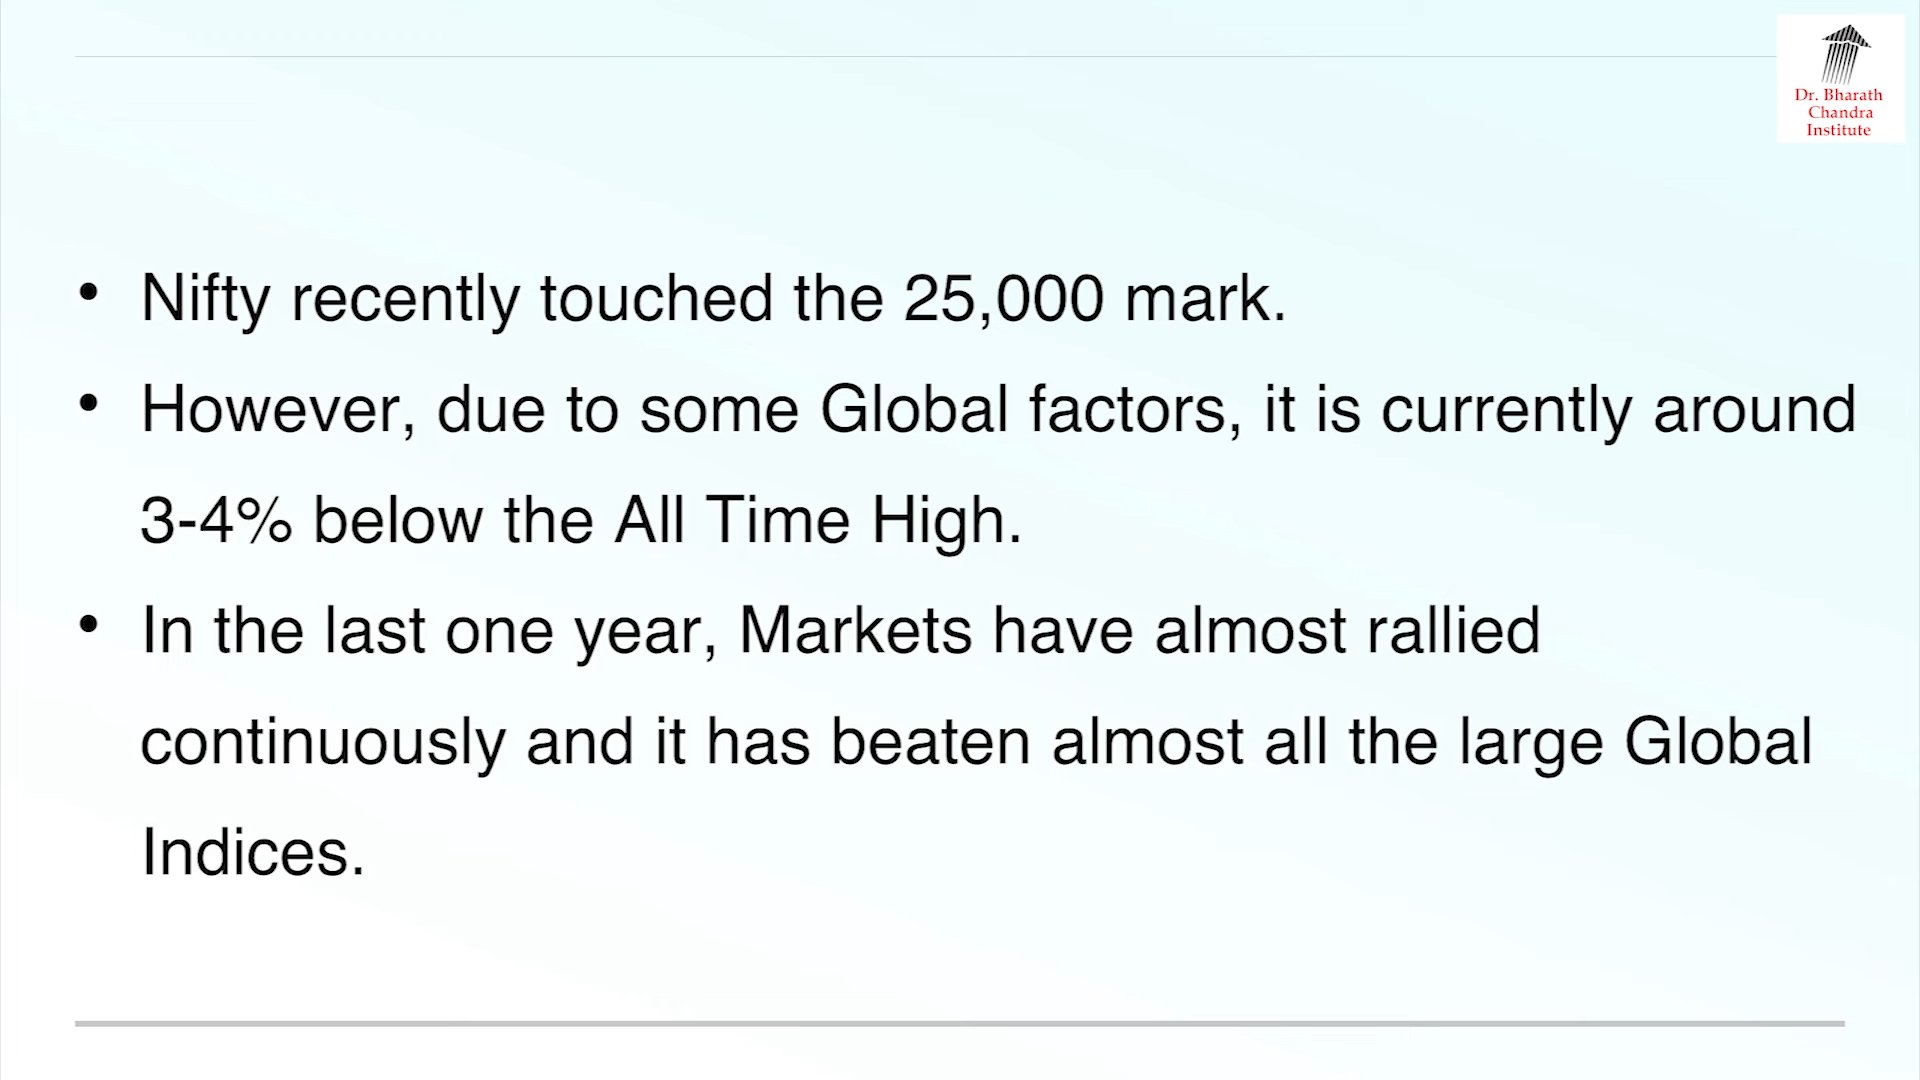 Dr. Bharath
Chandra
Institute
• Nifty recently touched the 25,000 mark.
• However, due to some Global factors, it is currently around
3-4% below the All Time High.
• In the last one year, Markets have almost rallied
continuously and it has beaten almost all the large Global
Indices.